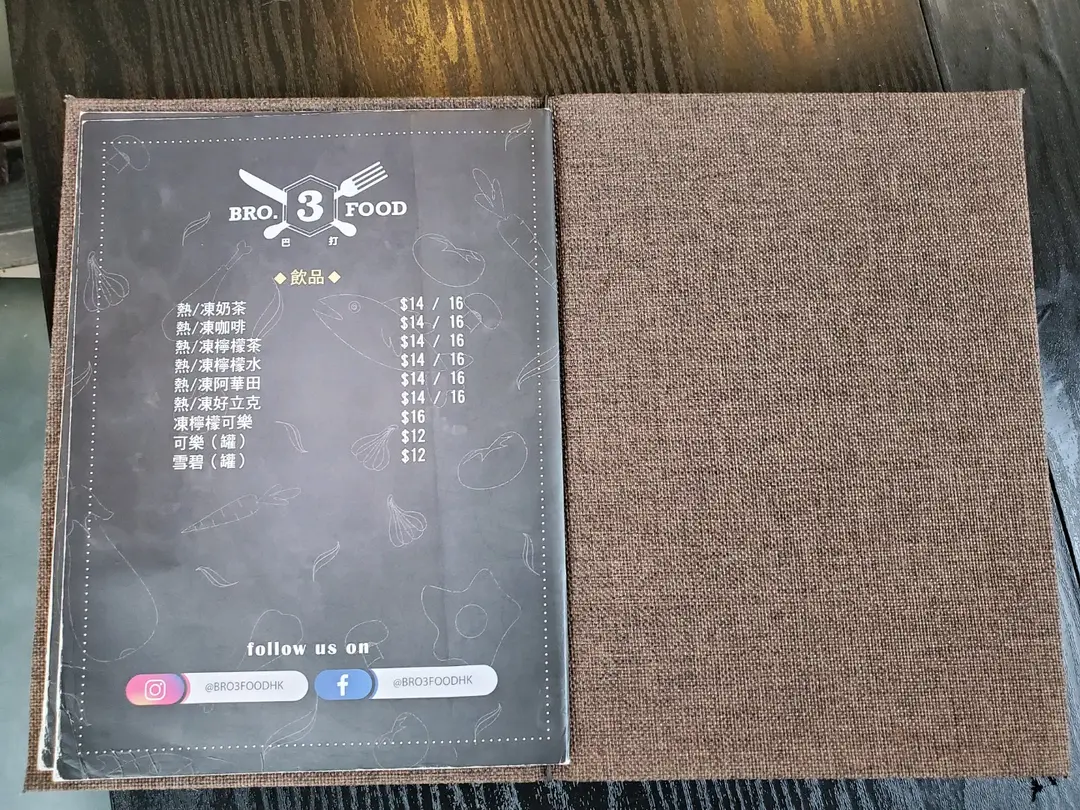 BRO. 3 FOOD
巴 打
◆飲品◆
熱/凍奶茶 $14 / 16
熱/凍咖啡 $14 / 16
熱/凍檸檬茶 $14 / 16
熱/凍檸檬水 $14 / 16
熱/凍阿華田 $14 / 16
熱/凍好立克 $14 / 16
凍檸檬可樂 $16
可樂（罐） $12
雪碧（罐） $12
follow us on
@BRO3FOODHK @BRO3FOODHK